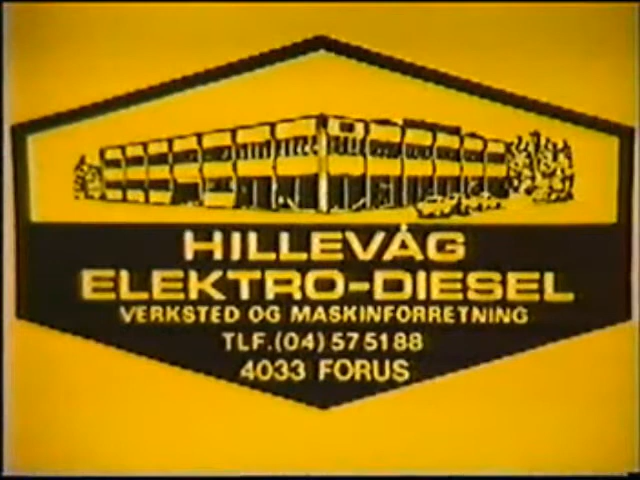 HILLEVÅG
ELEKTRO-DIESEL
VERKSTED OG MASKINFORRETNING
TLF.(04) 57 51 88
4033 FORUS